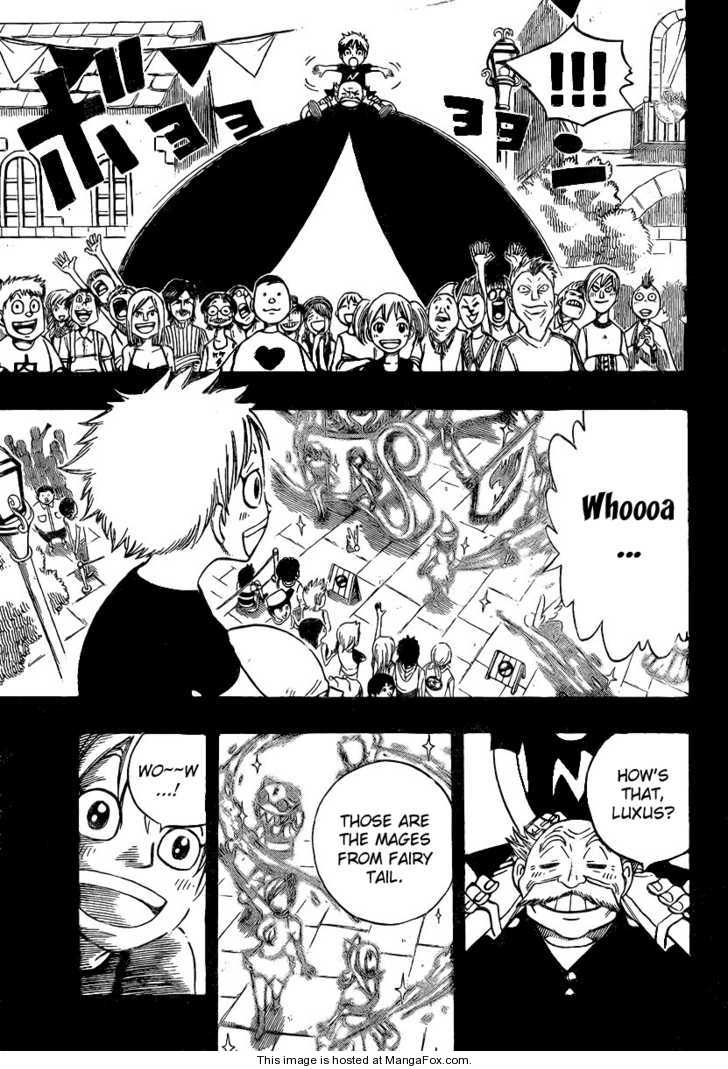 !!!
ボヨヨヨヨーン
肉
Whoooa
...
HOW'S
THAT,
LUXUS?
THOSE ARE
THE MAGES
FROM FAIRY
TAIL.
WO~~W
...!
This image is hosted at MangaFox.com.